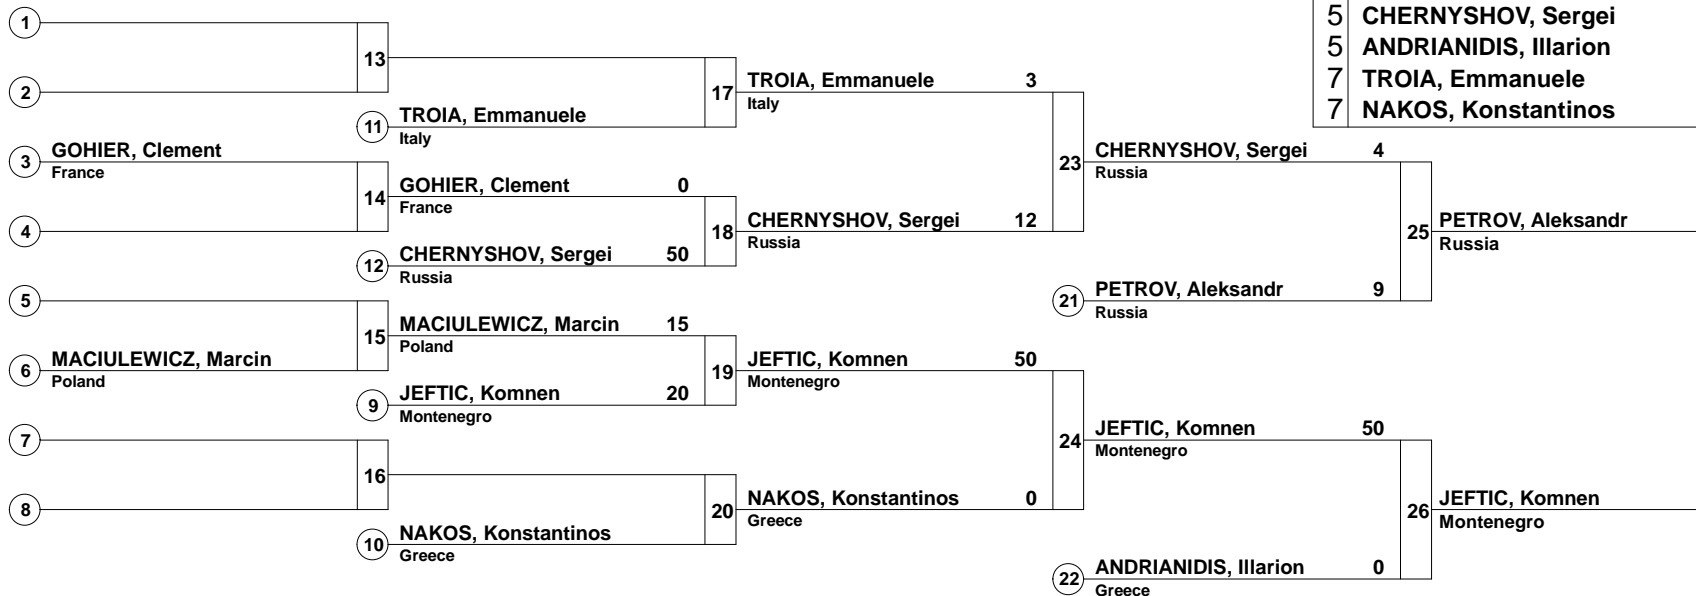 1
5 CHERNYSHOV, Sergei
5 ANDRIANIDIS, Illarion
13
7 TROIA, Emmanuele
2
17 TROIA, Emmanuele 3
Italy
7 NAKOS, Konstantinos
11 TROIA, Emmanuele
Italy
3 GOHIER, Clement
France
23 CHERNYSHOV, Sergei 4
Russia
14 GOHIER, Clement 0
France
4
18 CHERNYSHOV, Sergei 12
Russia
25 PETROV, Aleksandr
Russia
12 CHERNYSHOV, Sergei 50
Russia
5
21 PETROV, Aleksandr 9
Russia
15 MACIULEWICZ, Marcin 15
Poland
6 MACIULEWICZ, Marcin
Poland
19 JEFTIC, Komnen 50
Montenegro
9 JEFTIC, Komnen 20
Montenegro
7
24 JEFTIC, Komnen 50
Montenegro
16
8
20 NAKOS, Konstantinos 0
Greece
26 JEFTIC, Komnen
Montenegro
10 NAKOS, Konstantinos
Greece
22 ANDRIANIDIS, Illarion 0
Greece